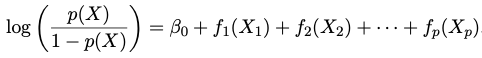 log(p(X)/(1 − p(X))) = β₀ + f₁(X₁) + f₂(X₂) + ⋯ + fₚ(Xₚ)